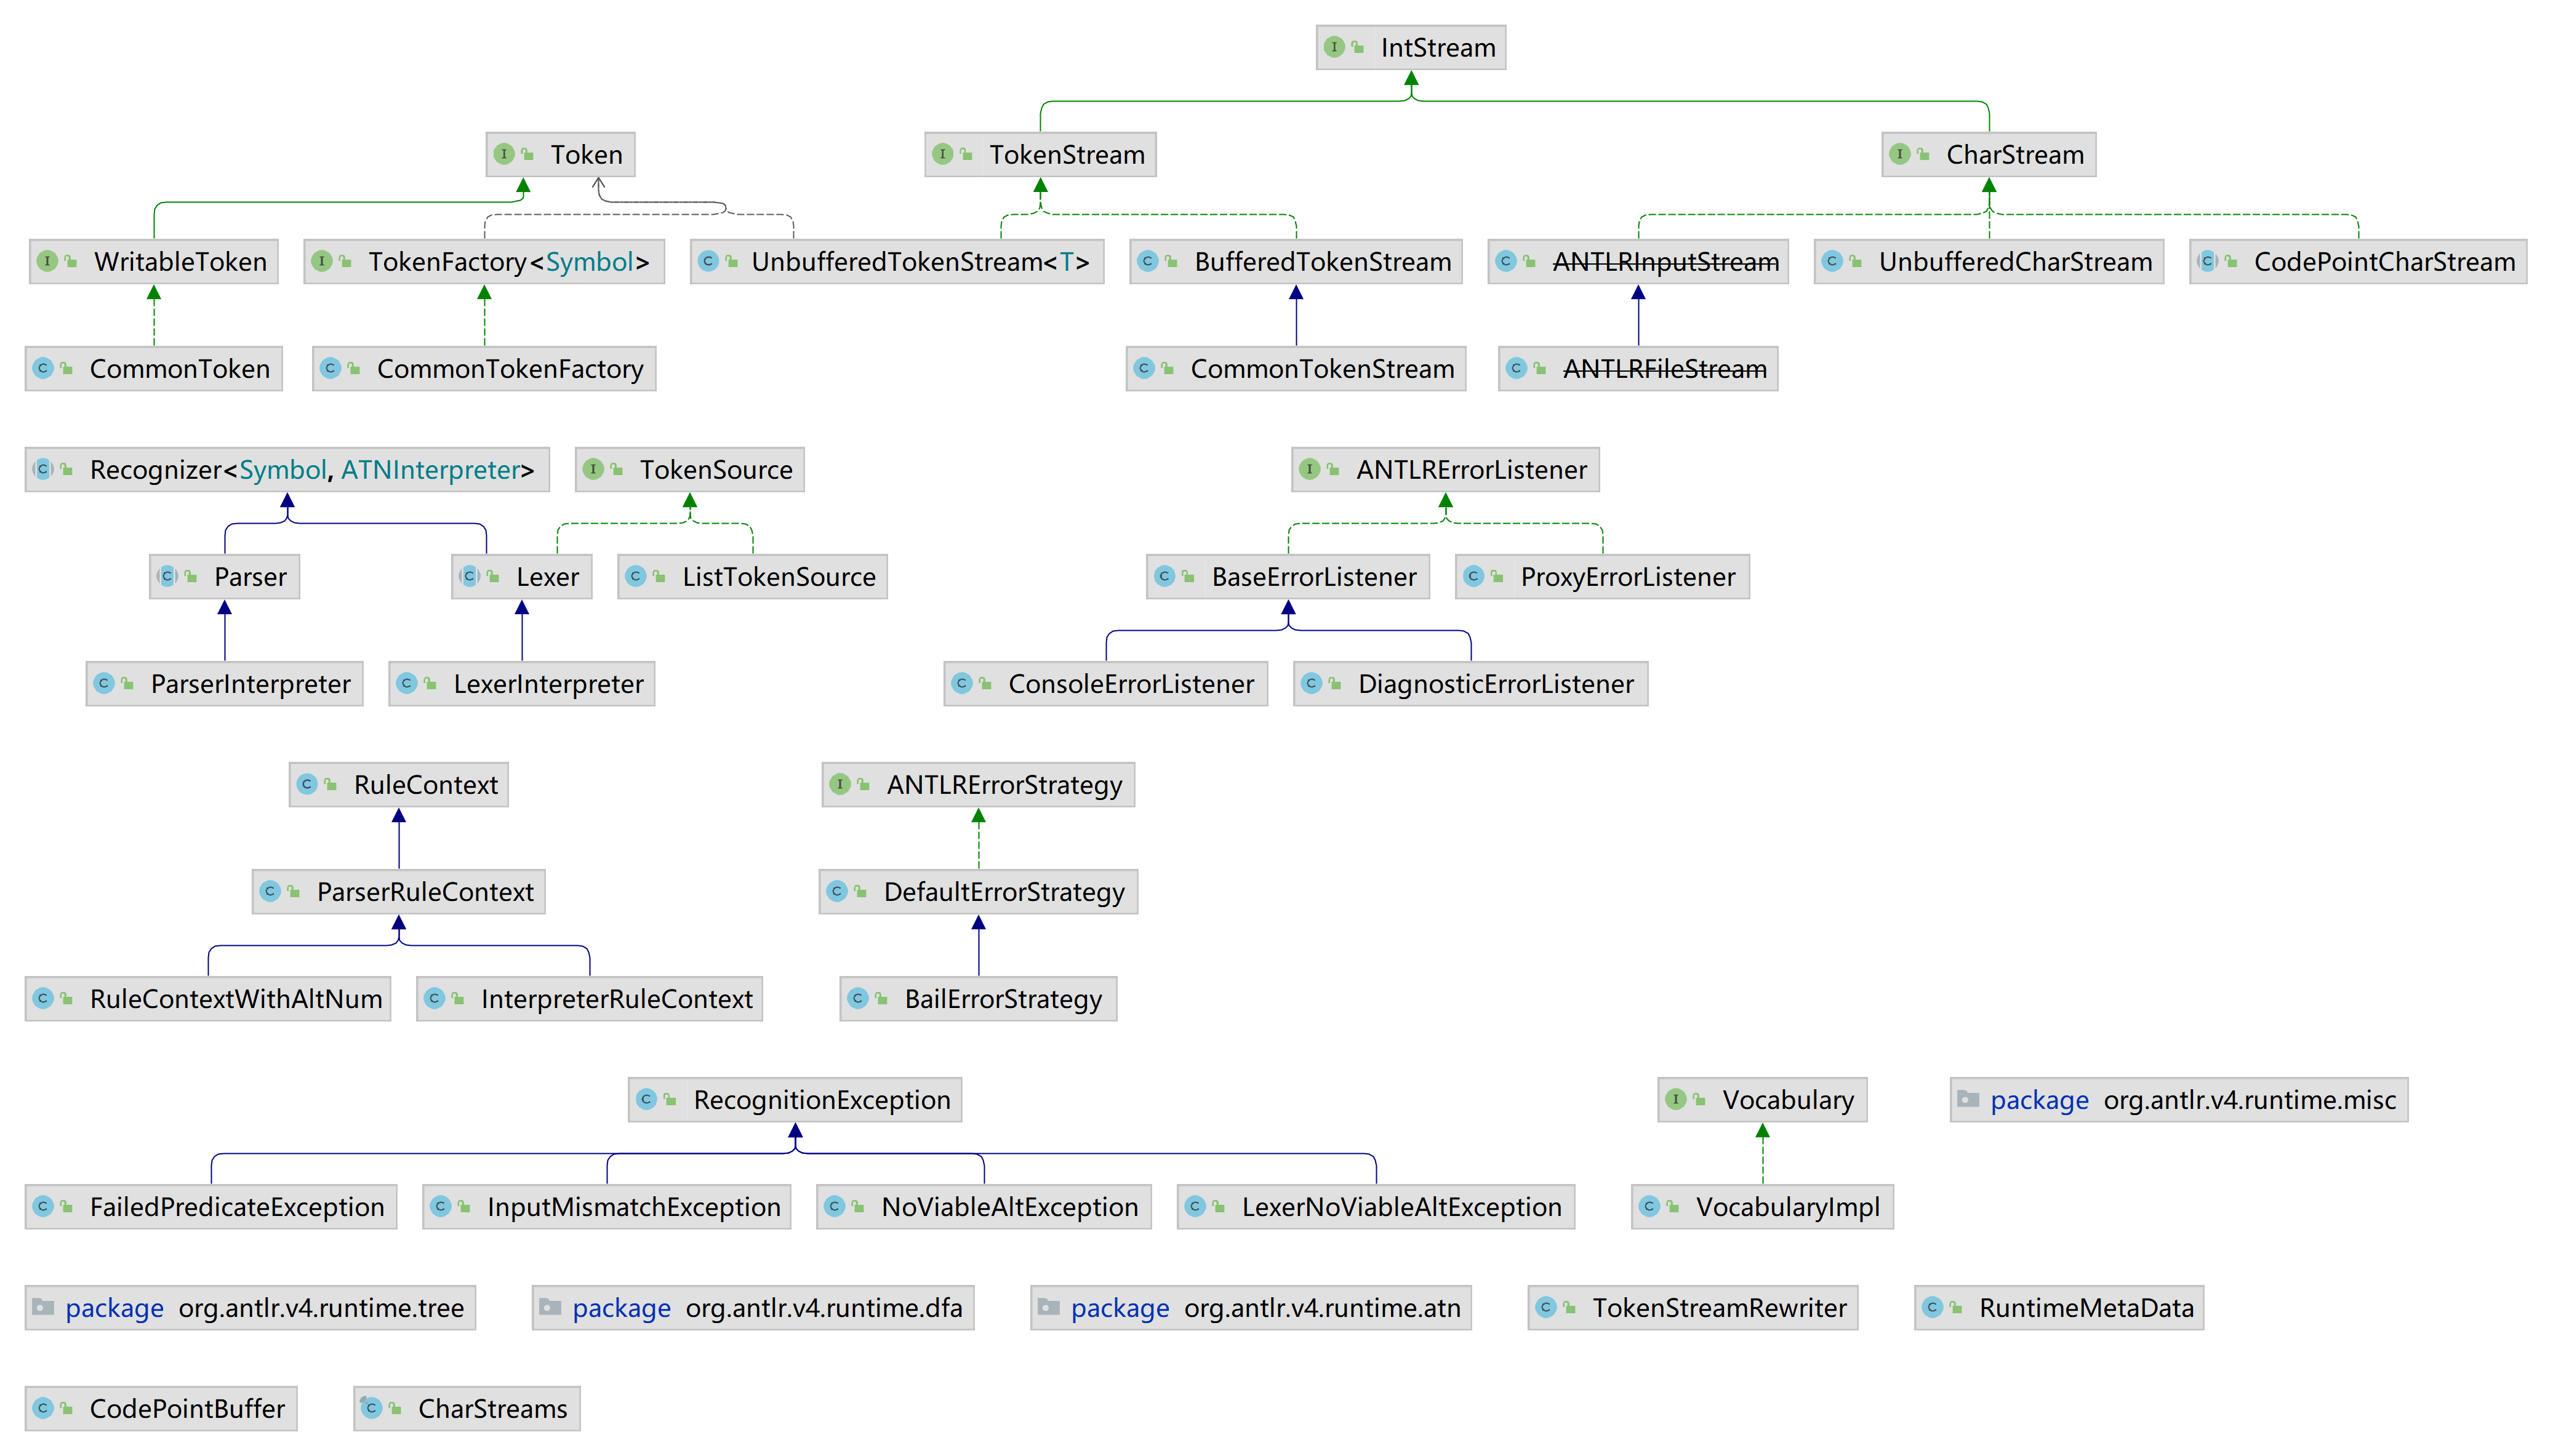 IntStream
Token
TokenStream
CharStream
WritableToken
TokenFactory<Symbol>
UnbufferedTokenStream<T>
BufferedTokenStream
ANTLRInputStream
UnbufferedCharStream
CodePointCharStream
CommonToken
CommonTokenFactory
CommonTokenStream
ANTLRFileStream
Recognizer<Symbol, ATNInterpreter>
TokenSource
ANTLRErrorListener
Parser
Lexer
ListTokenSource
BaseErrorListener
ProxyErrorListener
ParserInterpreter
LexerInterpreter
ConsoleErrorListener
DiagnosticErrorListener
RuleContext
ANTLRErrorStrategy
ParserRuleContext
DefaultErrorStrategy
RuleContextWithAltNum
InterpreterRuleContext
BailErrorStrategy
RecognitionException
Vocabulary
package org.antlr.v4.runtime.misc
FailedPredicateException
InputMismatchException
NoViableAltException
LexerNoViableAltException
VocabularyImpl
package org.antlr.v4.runtime.tree
package org.antlr.v4.runtime.dfa
package org.antlr.v4.runtime.atn
TokenStreamRewriter
RuntimeMetaData
CodePointBuffer
CharStreams